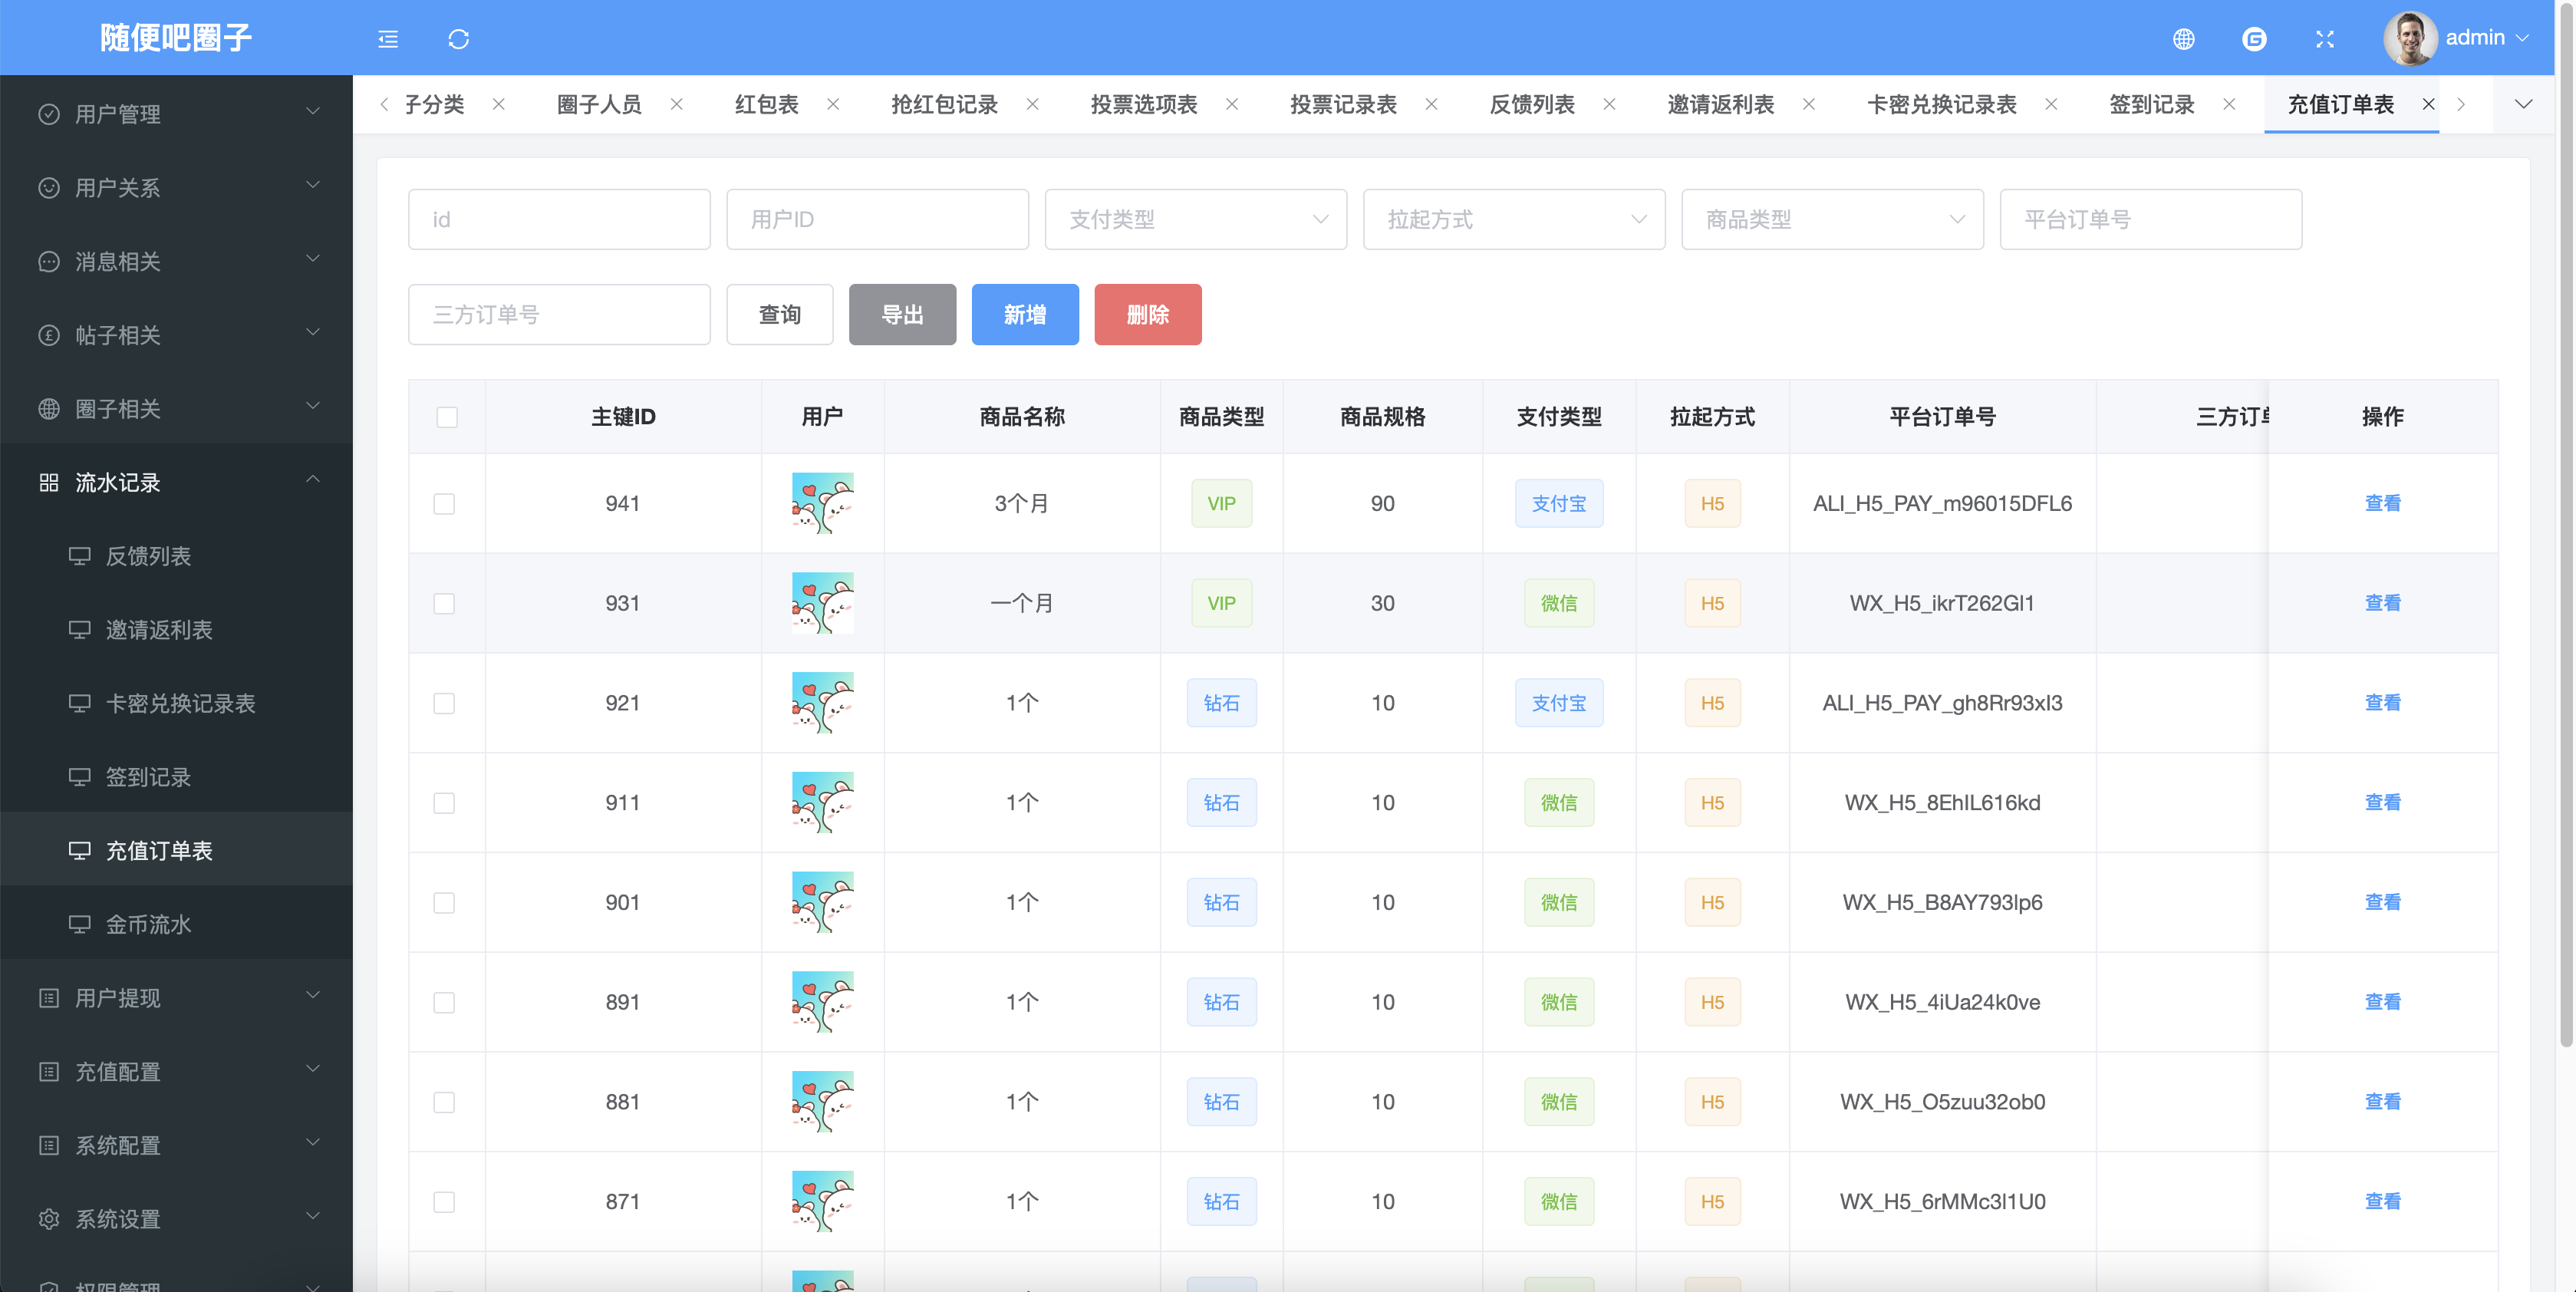 随便吧圈子
admin
用户管理
用户关系
消息相关
帖子相关
圈子相关
流水记录
反馈列表
邀请返利表
卡密兑换记录表
签到记录
充值订单表
金币流水
用户提现
充值配置
系统配置
系统设置
权限管理
子分类 圈子人员 红包表 抢红包记录 投票选项表 投票记录表 反馈列表 邀请返利表 卡密兑换记录表 签到记录 充值订单表
id 用户ID 支付类型 拉起方式 商品类型 平台订单号
三方订单号 查询 导出 新增 删除
主键ID 用户 商品名称 商品类型 商品规格 支付类型 拉起方式 平台订单号 三方订单 操作
941 3个月 VIP 90 支付宝 H5 ALI_H5_PAY_m96015DFL6 查看
931 一个月 VIP 30 微信 H5 WX_H5_ikrT262Gl1 查看
921 1个 钻石 10 支付宝 H5 ALI_H5_PAY_gh8Rr93xI3 查看
911 1个 钻石 10 微信 H5 WX_H5_8EhIL616kd 查看
901 1个 钻石 10 微信 H5 WX_H5_B8AY793lp6 查看
891 1个 钻石 10 微信 H5 WX_H5_4iUa24k0ve 查看
881 1个 钻石 10 微信 H5 WX_H5_O5zuu32ob0 查看
871 1个 钻石 10 微信 H5 WX_H5_6rMMc3l1U0 查看